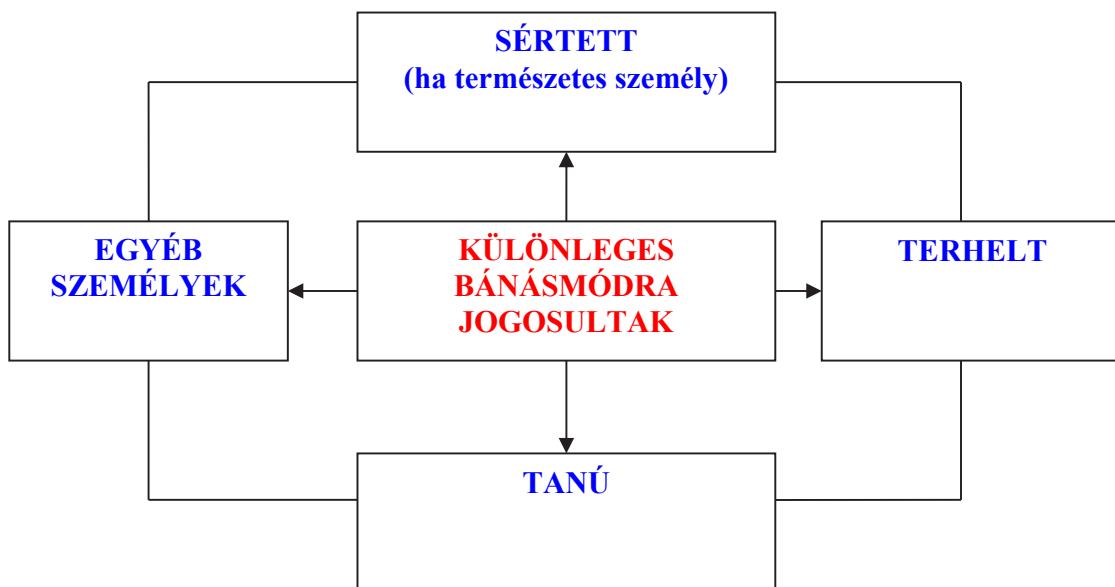 SÉRTETT
(ha természetes személy)
EGYÉB
SZEMÉLYEK
KÜLÖNLEGES
BÁNÁSMÓDRA
JOGOSULTAK
TERHELT
TANÚ